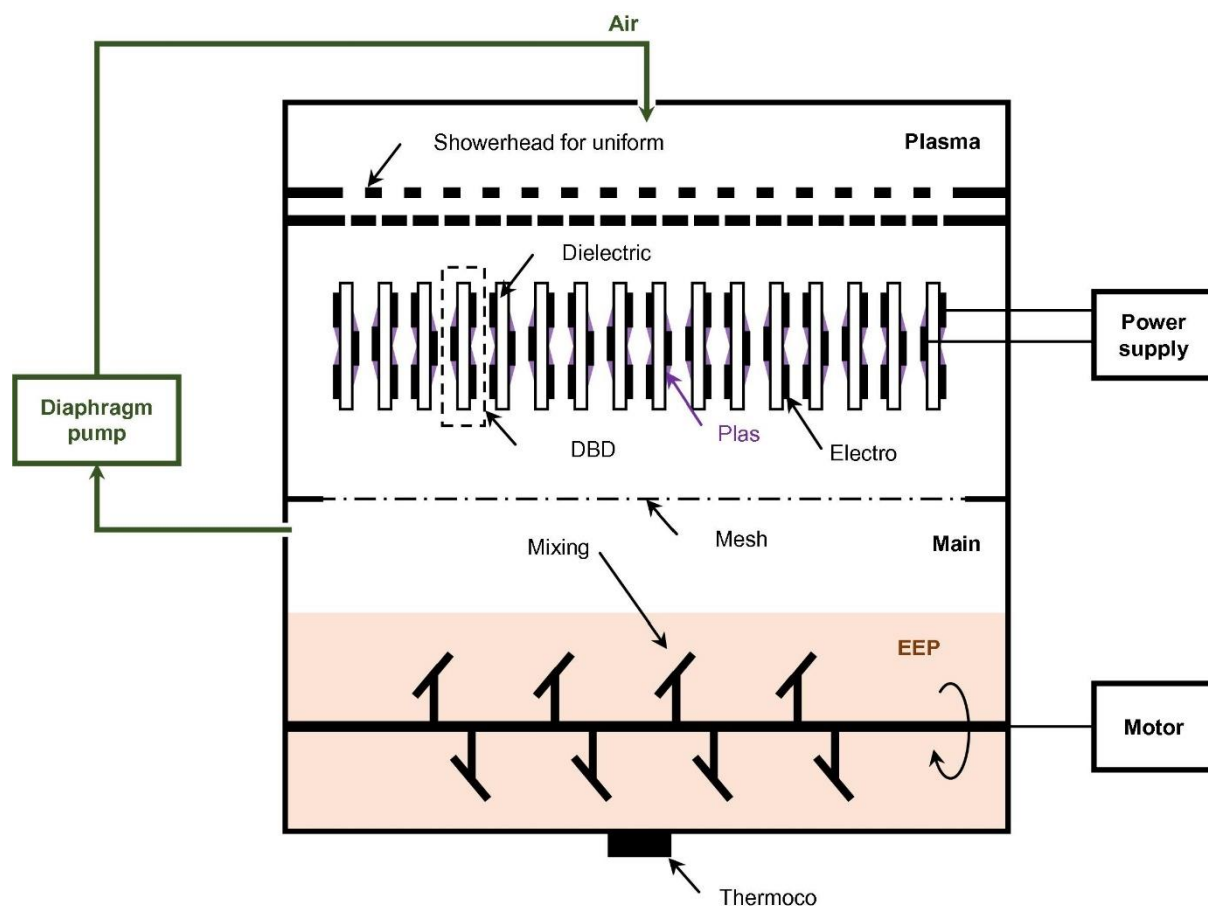 Air
Showerhead for uniform
Plasma
Dielectric
Power
supply
Diaphragm
pump
Plas
DBD
Electro
Mesh
Mixing
Main
EEP
Motor
Thermoco